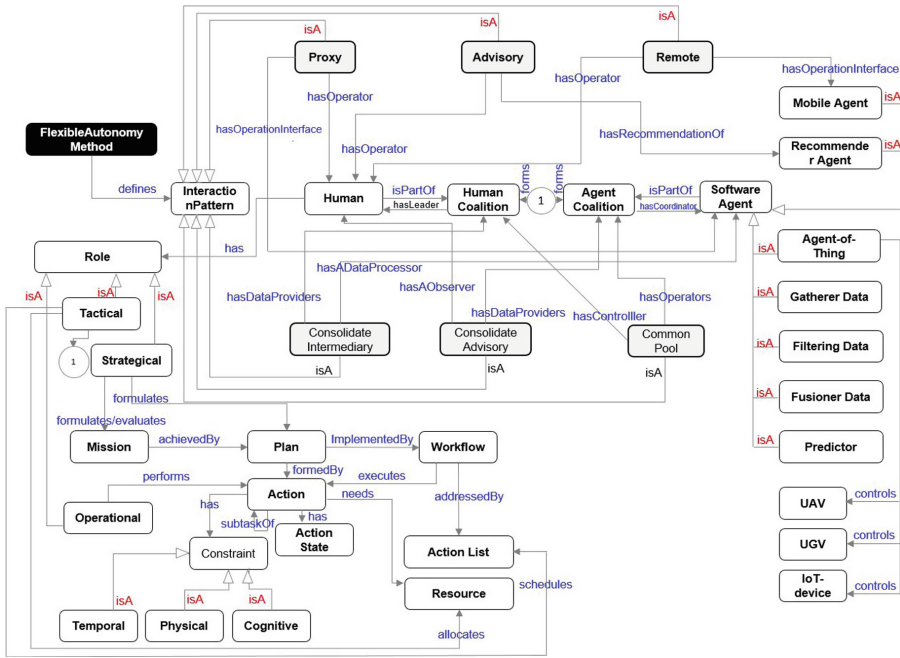 isA
isA
isA
Proxy
Advisory
Remote
hasOperationInterface
hasOperator
Mobile Agent
isA
FlexibleAutonomy
Method
hasOperationInterface
hasRecommendationOf
Recommende
r Agent
isA
hasOperator
defines
Interactio
nPattern
Human
isPartOf
hasLeader
Human
Coalition
forms
1
forms
Agent
Coalition
isPartOf
hasCoordinator
Software
Agent
has
Role
isA
Agent-of-
Thing
hasADataProcessor
isA
isA
isA
hasAObserver
hasDataProviders
hasOperators
isA
Gatherer Data
Tactical
hasDataProviders
hasControlller
Consolidate
Intermediary
Consolidate
Advisory
Common
Pool
isA
Filtering Data
1
Strategical
isA
isA
isA
formulates
isA
Fusioner Data
formulates/evaluates
Mission
achievedBy
Plan
ImplementedBy
Workflow
isA
Predictor
formedBy
performs
executes
Action
needs
addressedBy
has
controls
UAV
Operational
subtaskOf
has
Action
State
controls
UGV
Constraint
Action List
IoT-
device
controls
schedules
Resource
isA
isA
isA
Temporal
Physical
Cognitive
allocates